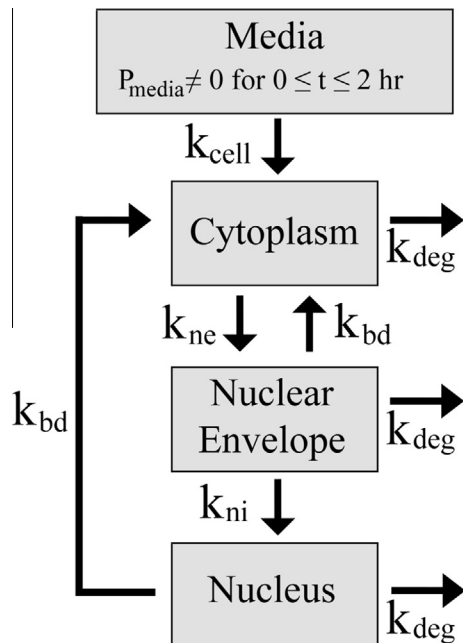 Media
P_media ≠ 0 for 0 ≤ t ≤ 2 hr
k_cell
Cytoplasm
k_deg
k_ne
k_bd
Nuclear
Envelope
k_bd
k_deg
k_ni
Nucleus
k_deg